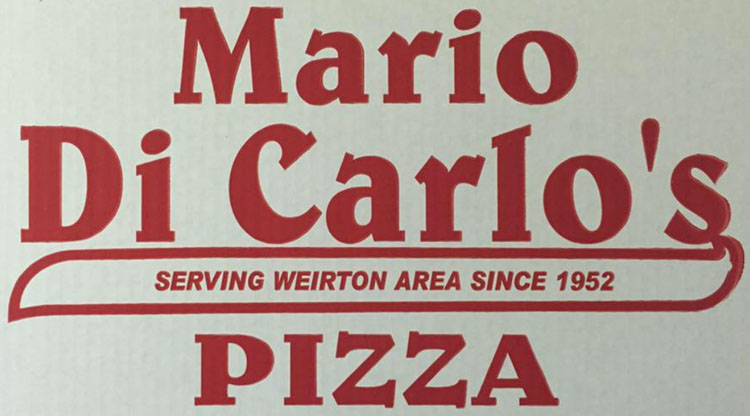 Mario
Di Carlo's
SERVING WEIRTON AREA SINCE 1952
PIZZA